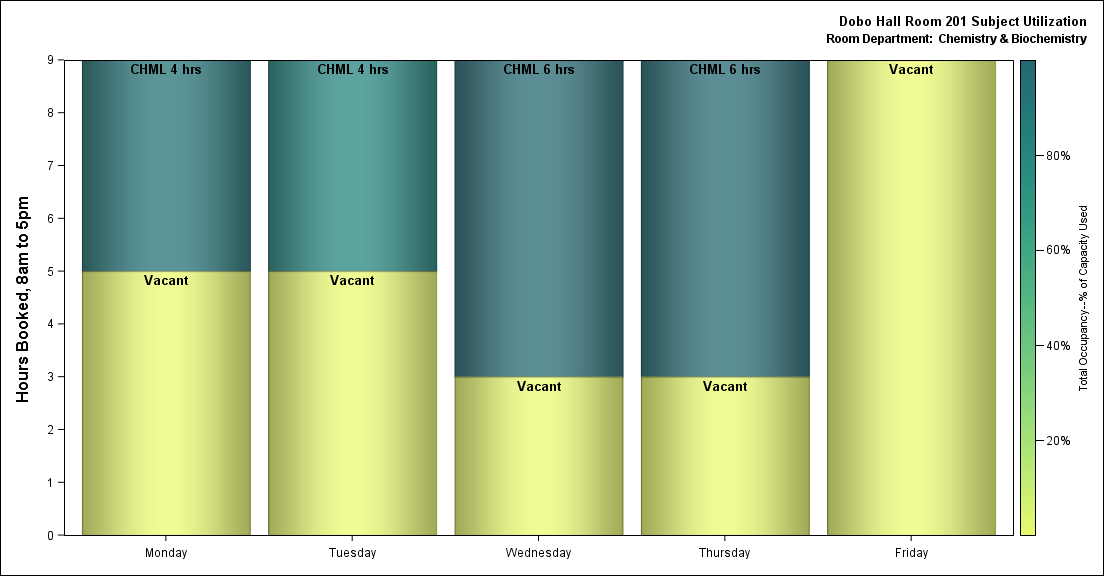 Dobo Hall Room 201 Subject Utilization
Room Department: Chemistry & Biochemistry
Hours Booked, 8am to 5pm
9
8
7
6
5
4
3
2
1
0
CHML 4 hrs
Vacant
CHML 4 hrs
Vacant
CHML 6 hrs
Vacant
CHML 6 hrs
Vacant
Vacant
Monday
Tuesday
Wednesday
Thursday
Friday
80%
60%
40%
20%
Total Occupancy--% of Capacity Used